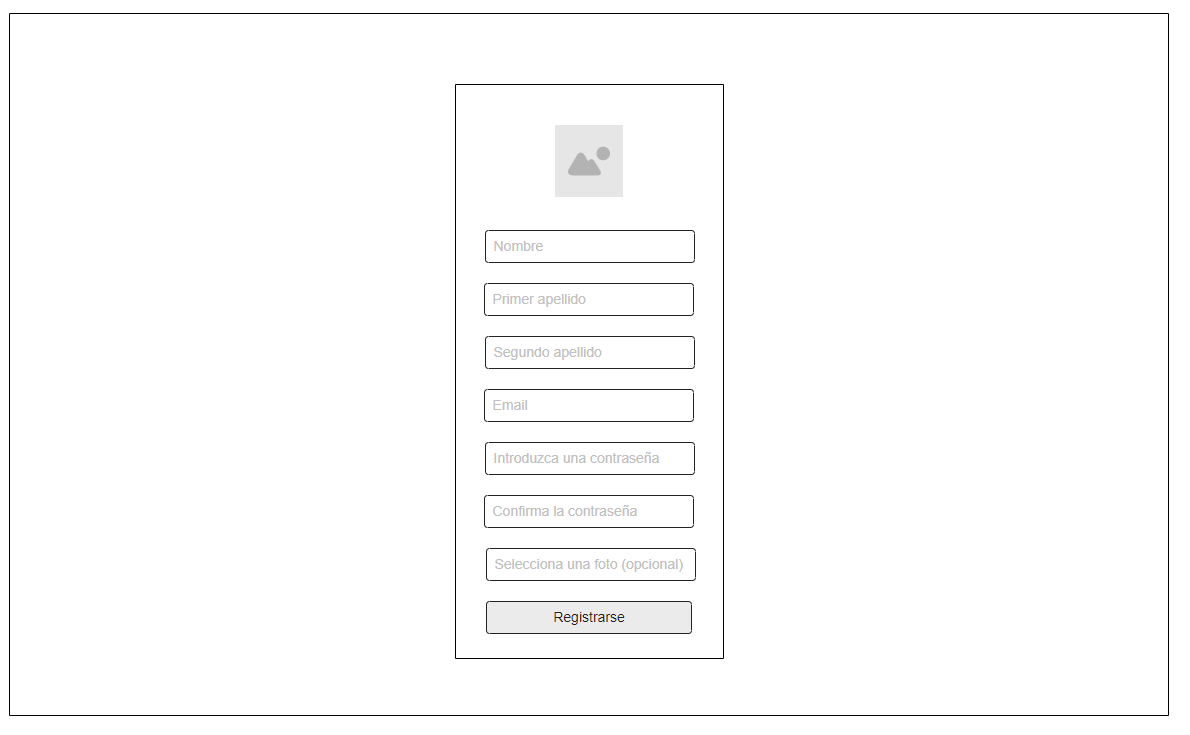 Nombre
Primer apellido
Segundo apellido
Email
Introduzca una contraseña
Confirma la contraseña
Selecciona una foto (opcional)
Registrarse